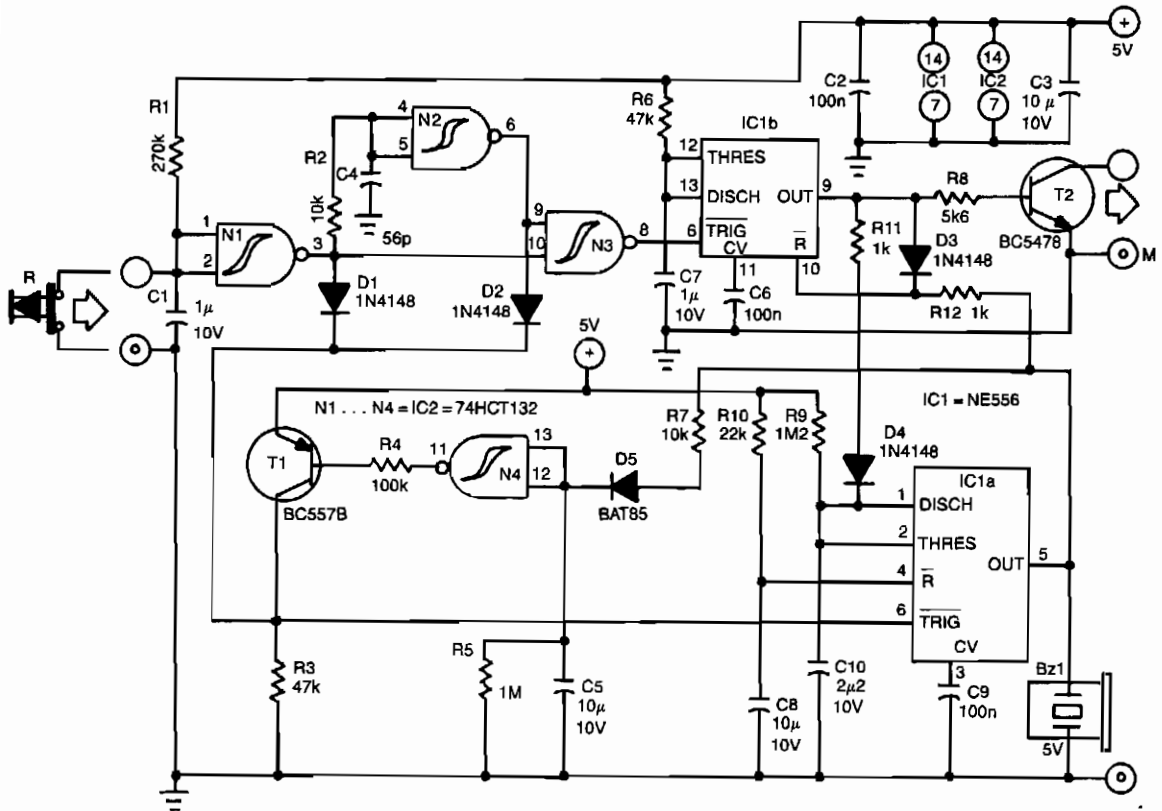 +
5V
14
14
IC1
IC2
7
7
C2
100n
C3
10 µ
10V
R1
270k
R2
10k
4
5
N2
6
C4
56p
R6
47k
IC1b
12
THRES
13
DISCH
OUT
9
6
TRIG
R
CV
10
11
R8
5k6
T2
BC5478
M
R11
1k
D3
1N4148
R12 1k
1
2
N1
3
9
10
N3
8
C7
1µ
10V
C6
100n
R
C1
1µ
10V
D1
1N4148
D2
1N4148
5V
+
N1 . . . N4 = IC2 = 74HCT132
IC1 = NE556
T1
BC557B
R4
100k
11
N4
13
12
D5
BAT85
R7
10k
R10
22k
R9
1M2
D4
1N4148
IC1a
1
DISCH
2
THRES
OUT
5
4
R
6
TRIG
CV
3
R3
47k
R5
1M
C5
10µ
10V
C8
10µ
10V
C10
2µ2
10V
C9
100n
Bz1
5V